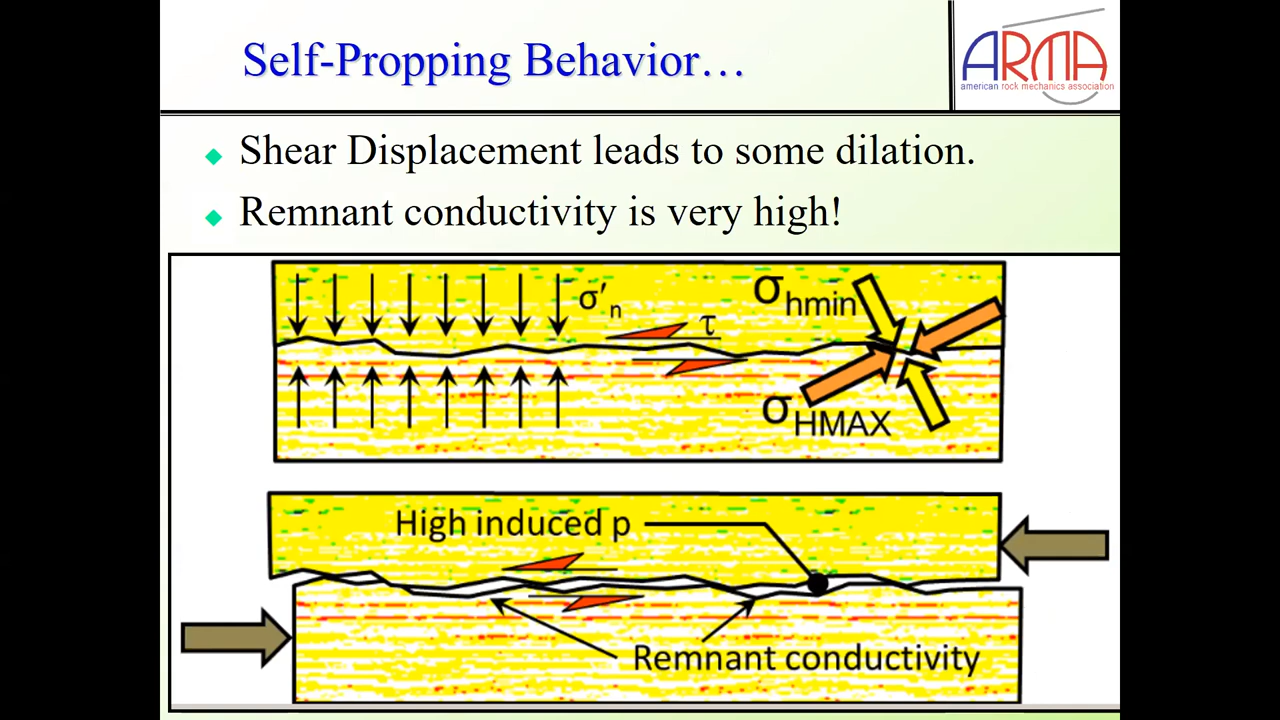 Self-Propping Behavior…
ARMA
american rock mechanics association
Shear Displacement leads to some dilation.
Remnant conductivity is very high!
σ′n
τ
σhmin
σHMAX
High induced p
Remnant conductivity